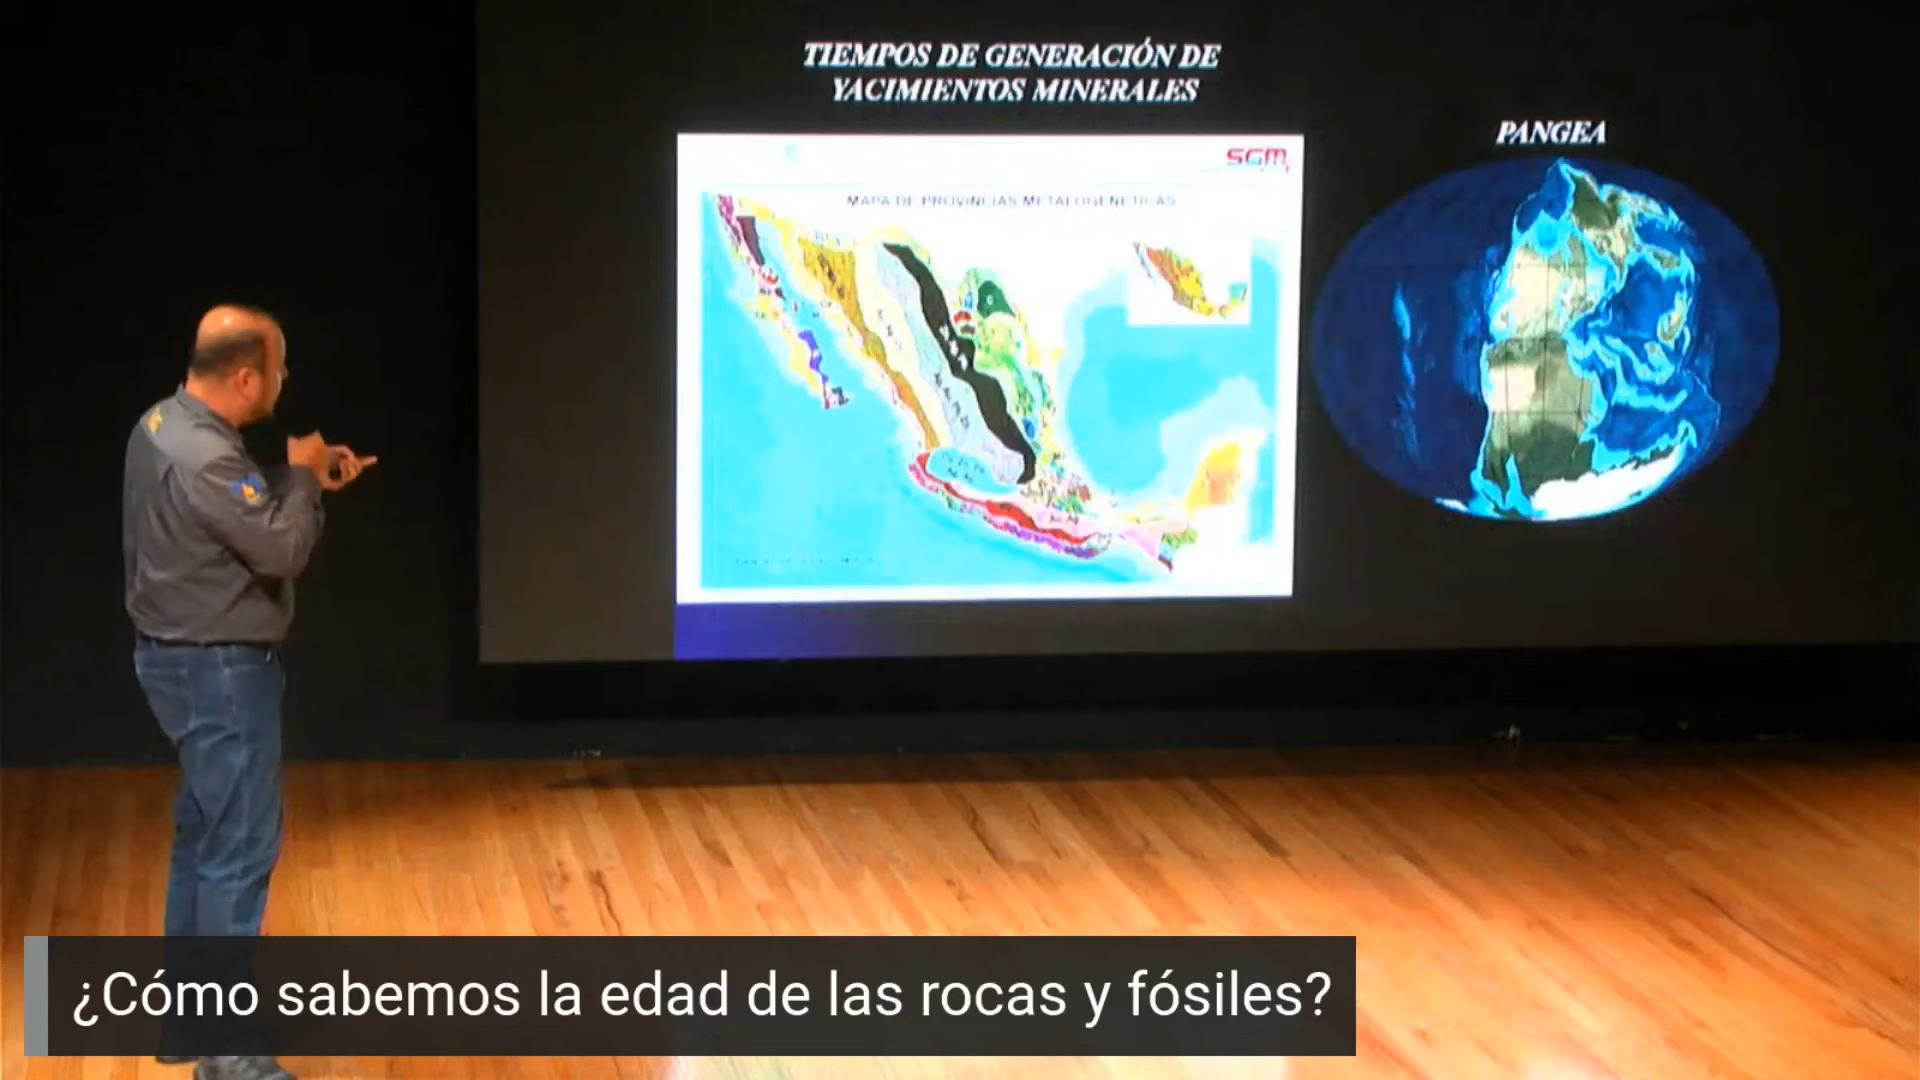 TIEMPOS DE GENERACIÓN DE
YACIMIENTOS MINERALES
PANGEA
SGM
MAPA DE PROVINCIAS METALOGENETICAS
¿Cómo sabemos la edad de las rocas y fósiles?